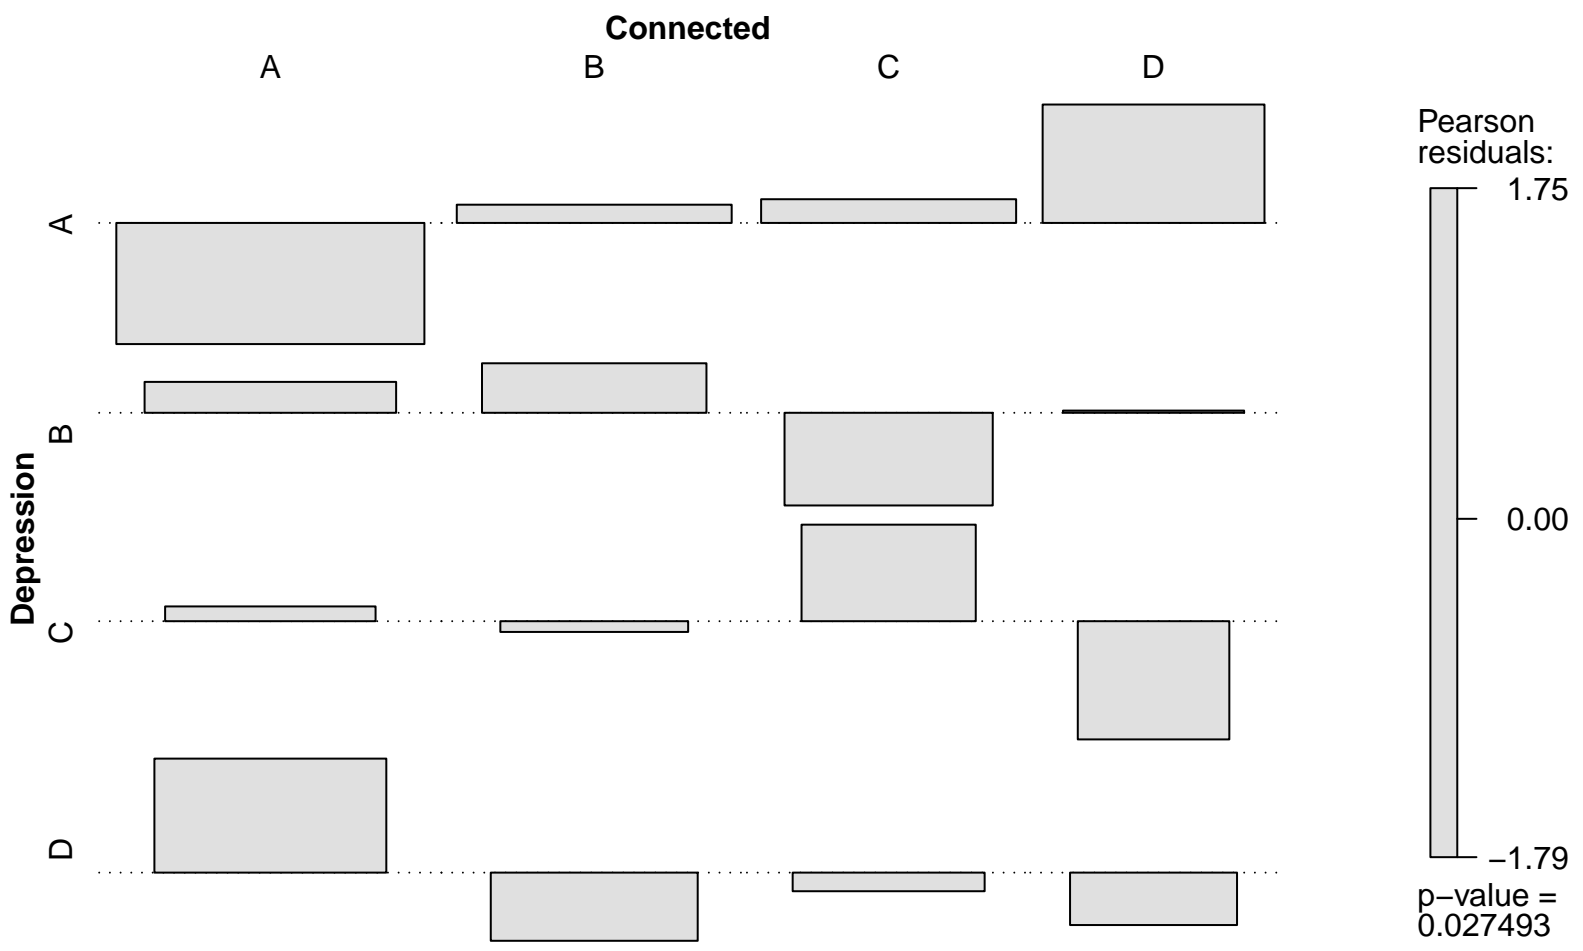 Connected
A B C D
A
B
C
D
Depression
Pearson
residuals:
1.75
0.00
−1.79
p−value =
0.027493